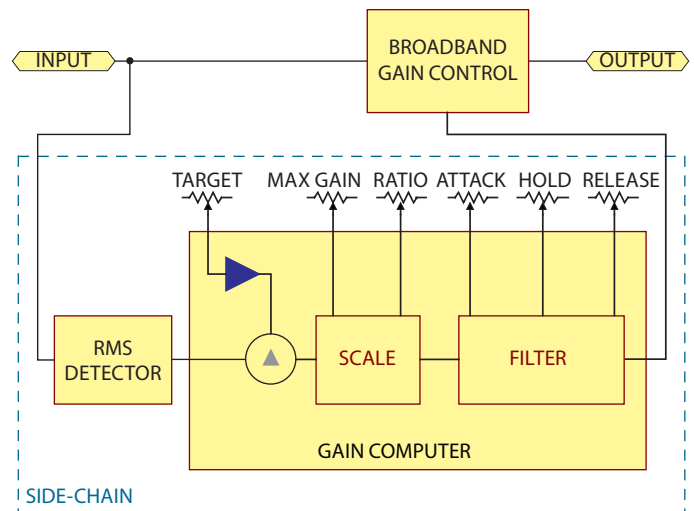 BROADBAND
GAIN CONTROL
INPUT
OUTPUT
TARGET
MAX GAIN
RATIO
ATTACK
HOLD
RELEASE
RMS
DETECTOR
SCALE
FILTER
GAIN COMPUTER
SIDE-CHAIN